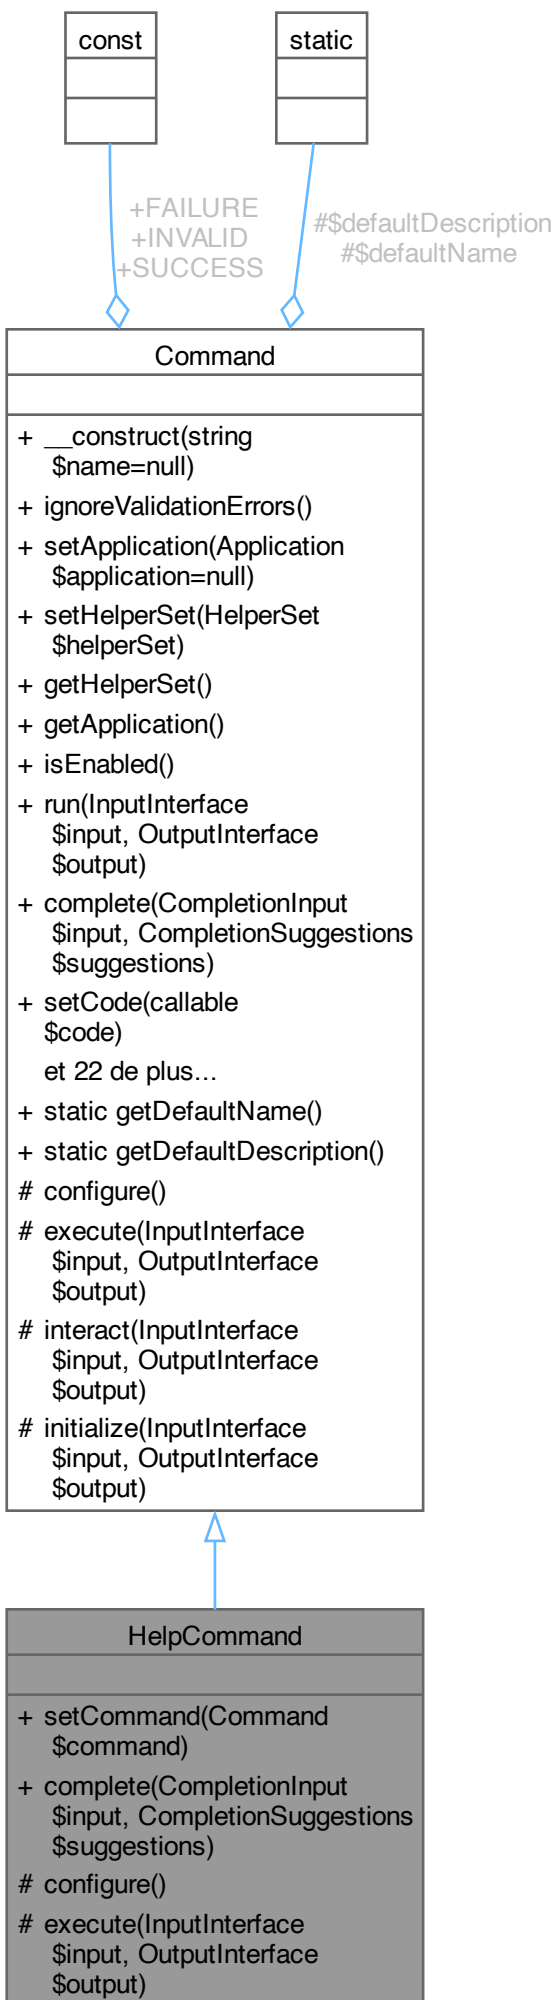 const
static
+FAILURE
+INVALID
+SUCCESS
#$defaultDescription
#$defaultName
Command
+ __construct(string
$name=null)
+ ignoreValidationErrors()
+ setApplication(Application
$application=null)
+ setHelperSet(HelperSet
$helperSet)
+ getHelperSet()
+ getApplication()
+ isEnabled()
+ run(InputInterface
$input, OutputInterface
$output)
+ complete(CompletionInput
$input, CompletionSuggestions
$suggestions)
+ setCode(callable
$code)
et 22 de plus...
+ static getDefaultName()
+ static getDefaultDescription()
# configure()
# execute(InputInterface
$input, OutputInterface
$output)
# interact(InputInterface
$input, OutputInterface
$output)
# initialize(InputInterface
$input, OutputInterface
$output)
HelpCommand
+ setCommand(Command
$command)
+ complete(CompletionInput
$input, CompletionSuggestions
$suggestions)
# configure()
# execute(InputInterface
$input, OutputInterface
$output)